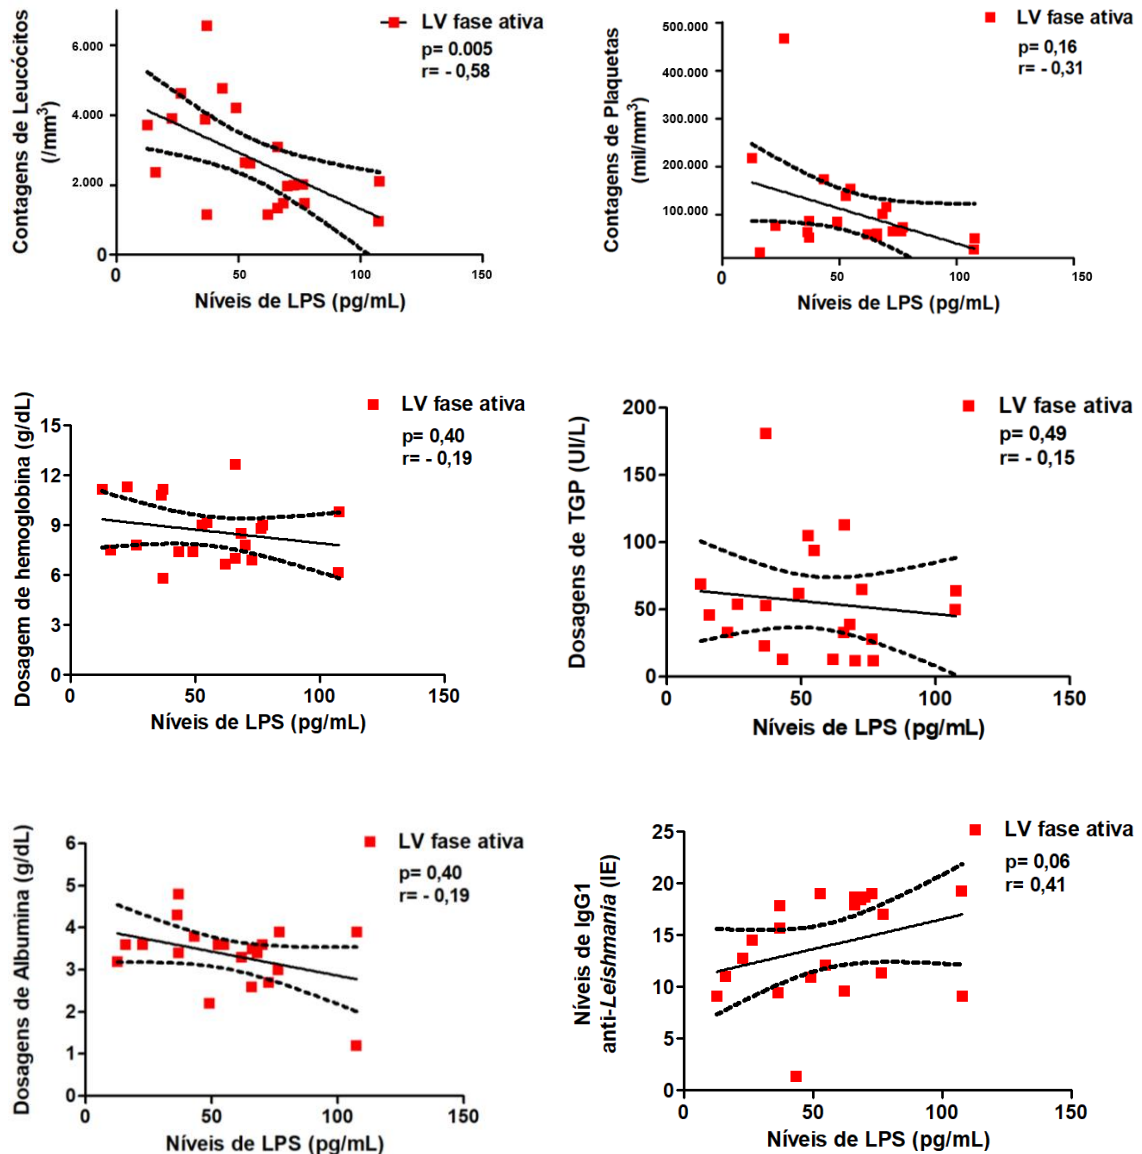 LV fase ativa
p= 0.005
r= - 0,58
Contagens de Leucócitos
(/mm3)
6.000
4.000
2.000
0
0 50 100 150
Níveis de LPS (pg/mL)
LV fase ativa
p= 0,16
r= - 0,31
Contagens de Plaquetas
(mil/mm3)
500.000
400.000
300.000
200.000
100.000
0 50 100 150
Níveis de LPS (pg/mL)
LV fase ativa
p= 0,40
r= - 0,19
Dosagem de hemoglobina (g/dL)
15
12
9
6
3
0
0 50 100 150
Níveis de LPS (pg/mL)
LV fase ativa
p= 0,49
r= - 0,15
Dosagens de TGP (UI/L)
200
150
100
50
0
0 50 100 150
Níveis de LPS (pg/mL)
LV fase ativa
p= 0,40
r= - 0,19
Dosagens de Albumina (g/dL)
6
5
4
3
2
1
0
0 50 100 150
Níveis de LPS (pg/mL)
LV fase ativa
p= 0,06
r= 0,41
Níveis de IgG1
anti-Leishmania (IE)
25
20
15
10
5
0
0 50 100 150
Níveis de LPS (pg/mL)